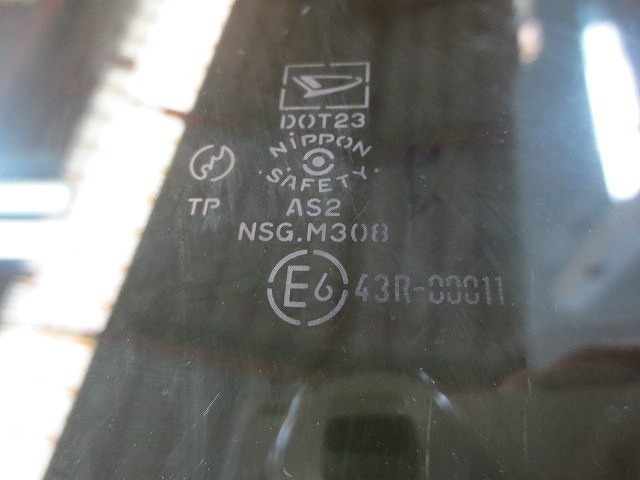 DOT23
NiPPON
SAFETY
TP AS2
NSG.M308
E6 43R-00011